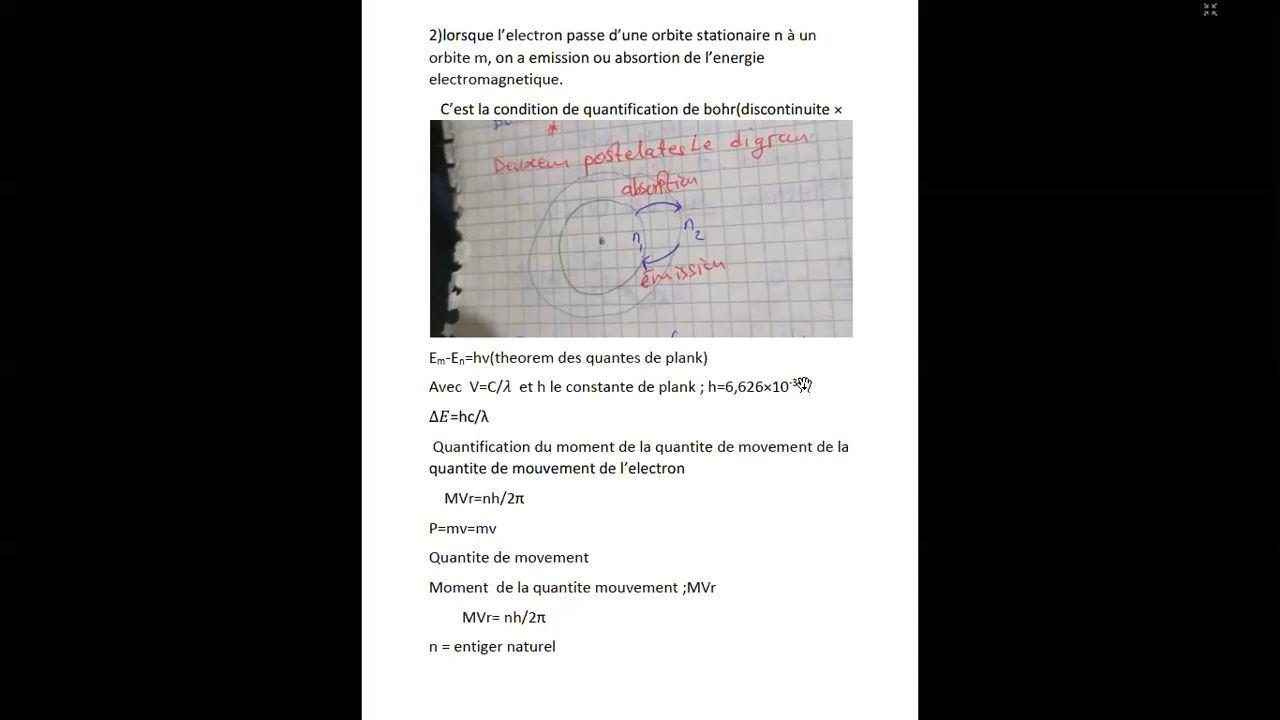 2)lorsque l’electron passe d’une orbite stationaire n à un
orbite m, on a emission ou absortion de l’energie
electromagnetique.
C’est la condition de quantification de bohr(discontinuite ×
Deuxem postelates Le digram
absorption
n1
n2
émission
Em-En=hv(theorem des quantes de plank)
Avec V=C/λ et h le constante de plank ; h=6,626×10
ΔE=hc/λ
Quantification du moment de la quantite de movement de la
quantite de mouvement de l’electron
MVr=nh/2π
P=mv=mv
Quantite de movement
Moment de la quantite mouvement ;MVr
MVr= nh/2π
n = entiger naturel